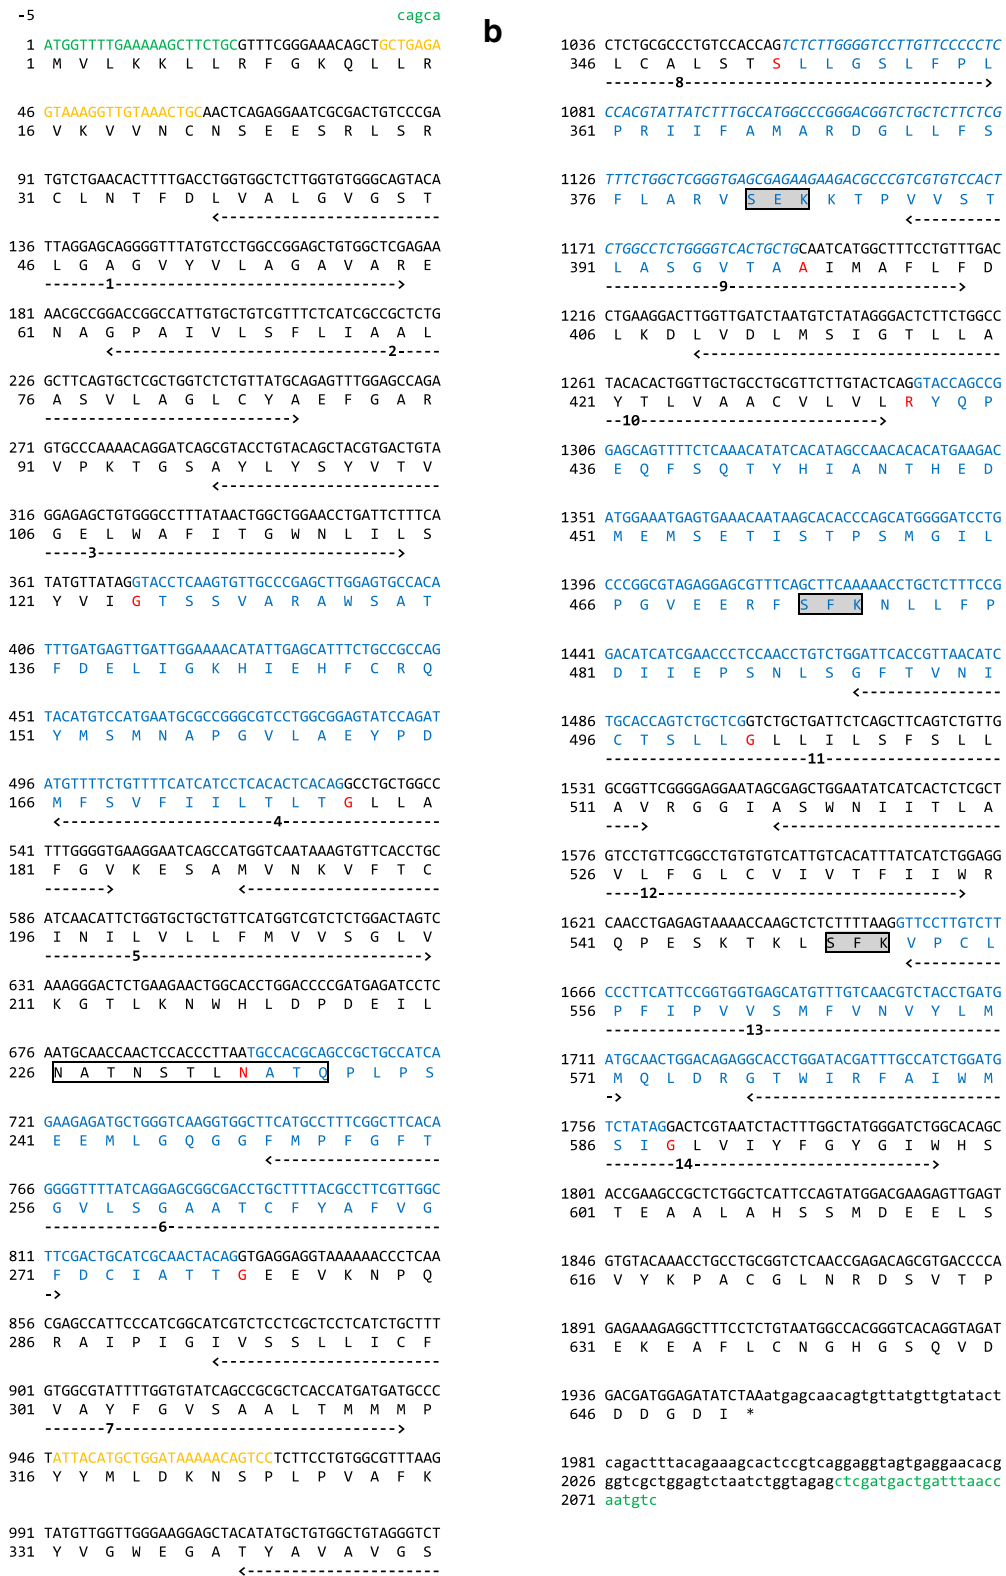 -5 cagca
1 ATGGTTTTGAAAAAGCTTCTGCGTTTCGGGAAACAGCTGCTGAGA
1 M V L K K L L R F G K Q L L R
46 GTAAAGGTTGTAAACTGCAACTCAGAGGAATCGCGACTGTCCCGA
16 V K V V N C N S E E S R L S R
91 TGTCTGAACACTTTTGACCTGGTGGCTCTTGGTGTGGGCAGTACA
31 C L N T F D L V A L G V G S T
<--------------------------
136 TTAGGAGCAGGGGTTTATGTCCTGGCCGGAGCTGTGGCTCGAGAA
46 L G A G V Y V L A G A V A R E
-------1--------------------------------->
181 AACGCCGGACCGGCCATTGTGCTGTCGTTTCTCATCGCCGCTCTG
61 N A G P A I V L S F L I A A L
<-------------------------------2-----
226 GCTTCAGTGCTCGCTGGTCTCTGTTATGCAGAGTTTGGAGCCAGA
76 A S V L A G L C Y A E F G A R
---------------------------->
271 GTGCCCAAAACAGGATCAGCGTACCTGTACAGCTACGTGACTGTA
91 V P K T G S A Y L Y S Y V T V
<--------------------------
316 GGAGAGCTGTGGGCCTTTATAACTGGCTGGAACCTGATTCTTTCA
106 G E L W A F I T G W N L I L S
-----3----------------------------------->
361 TATGTTATAGGTACCTCAAGTGTTGCCCGAGCTTGGAGTGCCACA
121 Y V I G T S S V A R A W S A T
406 TTTGATGAGTTGATTGGAAAACATATTGAGCATTTCTGCCGCCAG
136 F D E L I G K H I E H F C R Q
451 TACATGTCCATGAATGCGCCGGGCGTCCTGGCGGAGTATCCAGAT
151 Y M S M N A P G V L A E Y P D
496 ATGTTTTCTGTTTTCATCATCCTCACACTCACAGGCCTGCTGGCC
166 M F S V F I I L T L T G L L A
<------------------------4------------------
541 TTTGGGGTGAAGGAATCAGCCATGGTCAATAAAGTGTTCACCTGC
181 F G V K E S A M V N K V F T C
-------> <-----------------------
586 ATCAACATTCTGGTGCTGCTGTTCATGGTCGTCTCTGGACTAGTC
196 I N I L V L L F M V V S G L V
----------5-------------------------------->
631 AAAGGGACTCTGAAGAACTGGCACCTGGACCCCGATGAGATCCTC
211 K G T L K N W H L D P D E I L
676 AATGCAACCAACTCCACCCTTAATGCCACGCAGCCGCTGCCATCA
226 N A T N S T L N A T Q P L P S
721 GAAGAGATGCTGGGTCAAGGTGGCTTCATGCCTTTCGGCTTCACA
241 E E M L G Q G G F M P F G F T
<--------------------
766 GGGGTTTTATCAGGAGCGGCGACCTGCTTTTACGCCTTCGTTGGC
256 G V L S G A A T C F Y A F V G
-------------6-------------------------------
811 TTCGACTGCATCGCAACTACAGGTGAGGAGGTAAAAAACCCTCAA
271 F D C I A T T G E E V K N P Q
->
856 CGAGCCATTCCCATCGGCATCGTCTCCTCGCTCCTCATCTGCTTT
286 R A I P I G I V S S L L I C F
<--------------------------
901 GTGGCGTATTTTGGTGTATCAGCCGCGCTCACCATGATGATGCCC
301 V A Y F G V S A A L T M M M P
-------7--------------------------------->
946 TATTACATGCTGGATAAAAACAGTCCTCTTCCTGTGGCGTTTAAG
316 Y Y M L D K N S P L P V A F K
991 TATGTTGGTTGGGAAGGAGCTACATATGCTGTGGCTGTAGGGTCT
331 Y V G W E G A T Y A V A V G S
<-----------------------
b
1036 CTCTGCGCCCTGTCCACCAGTCTCTTGGGGTCCTTGTTCCCCCTC
346 L C A L S T S L L G S L F P L
--------8---------------------------------->
1081 CCACGTATTATCTTTGCCATGGCCCGGGACGGTCTGCTCTTCTCG
361 P R I I F A M A R D G L L F S
1126 TTTCTGGCTCGGGTGAGCGAGAAGAAGACGCCCGTCGTGTCCACT
376 F L A R V S E K K T P V V S T
<----------
1171 CTGGCCTCTGGGGTCACTGCTGCAATCATGGCTTTCCTGTTTGAC
391 L A S G V T A A I M A F L F D
-------------9-------------------------->
1216 CTGAAGGACTTGGTTGATCTAATGTCTATAGGGACTCTTCTGGCC
406 L K D L V D L M S I G T L L A
<----------------------------------
1261 TACACACTGGTTGCTGCCTGCGTTCTTGTACTCAGGTACCAGCCG
421 Y T L V A A C V L V L R Y Q P
--10--------------------------->
1306 GAGCAGTTTTCTCAAACATATCACATAGCCAACACACATGAAGAC
436 E Q F S Q T Y H I A N T H E D
1351 ATGGAAATGAGTGAAACAATAAGCACACCCAGCATGGGGATCCTG
451 M E M S E T I S T P S M G I L
1396 CCCGGCGTAGAGGAGCGTTTCAGCTTCAAAAACCTGCTCTTTCCG
466 P G V E E R F S F K N L L F P
1441 GACATCATCGAACCCTCCAACCTGTCTGGATTCACCGTTAACATC
481 D I I E P S N L S G F T V N I
<----------------
1486 TGCACCAGTCTGCTCGGTCTGCTGATTCTCAGCTTCAGTCTGTTG
496 C T S L L G L L I L S F S L L
-----------------------11--------------------
1531 GCGGTTCGGGGAGGAATAGCGAGCTGGAATATCATCACTCTCGCT
511 A V R G G I A S W N I I T L A
----> <-------------------------
1576 GTCCTGTTCGGCCTGTGTGTCATTGTCACATTTATCATCTGGAGG
526 V L F G L C V I V T F I I W R
----12---------------------------------->
1621 CAACCTGAGAGTAAAACCAAGCTCTCTTTTAAGGTTCCTTGTCTT
541 Q P E S K T K L S F K V P C L
<----------
1666 CCCTTCATTCCGGTGGTGAGCATGTTTGTCAACGTCTACCTGATG
556 P F I P V V S M F V N V Y L M
----------------13---------------------------
1711 ATGCAACTGGACAGAGGCACCTGGATACGATTTGCCATCTGGATG
571 M Q L D R G T W I R F A I W M
-> <----------------------------
1756 TCTATAGGACTCGTAATCTACTTTGGCTATGGGATCTGGCACAGC
586 S I G L V I Y F G Y G I W H S
--------14--------------------------->
1801 ACCGAAGCCGCTCTGGCTCATTCCAGTATGGACGAAGAGTTGAGT
601 T E A A L A H S S M D E E L S
1846 GTGTACAAACCTGCCTGCGGTCTCAACCGAGACAGCGTGACCCCA
616 V Y K P A C G L N R D S V T P
1891 GAGAAAGAGGCTTTCCTCTGTAATGGCCACGGGTCACAGGTAGAT
631 E K E A F L C N G H G S Q V D
1936 GACGATGGAGATATCTAAatgagcaacagtgttatgttgtatact
646 D D G D I *
1981 cagactttacagaaagcactccgtcaggaggtagtgaggaacacg
2026 ggtcgctggagtctaatctggtagagctcgatgactgatttaacc
2071 aatgtc